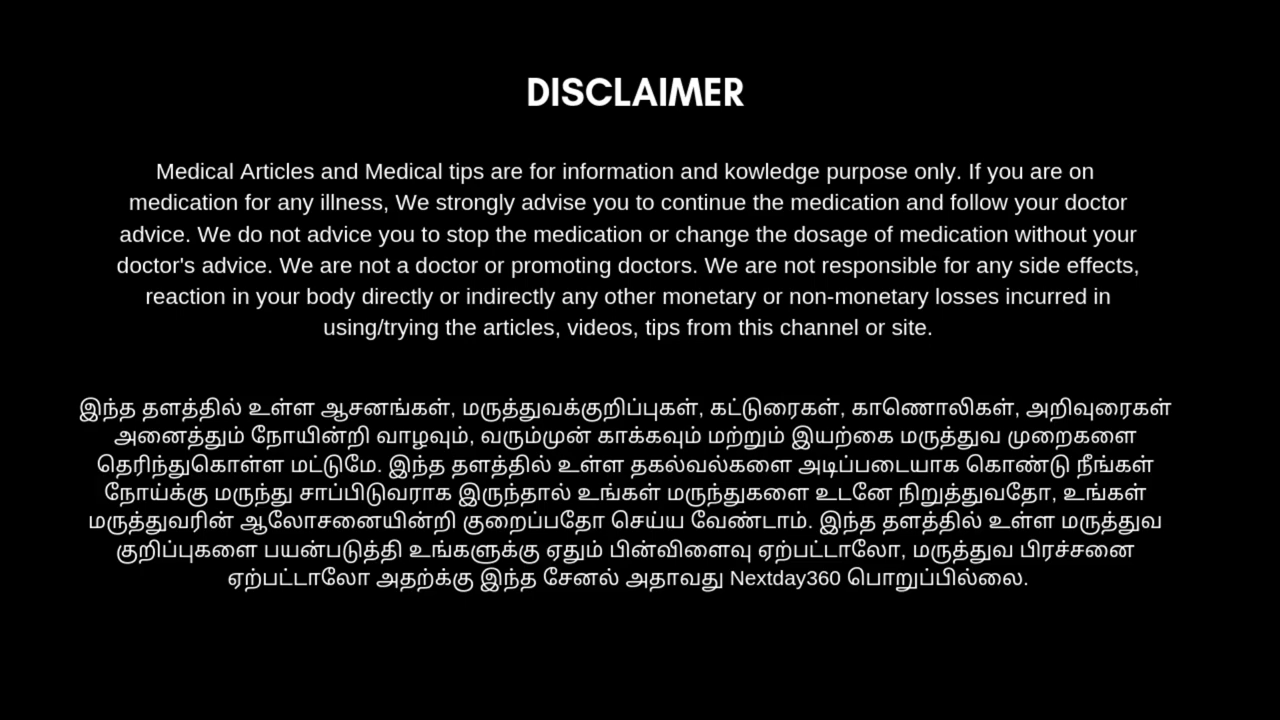 DISCLAIMER
Medical Articles and Medical tips are for information and kowledge purpose only. If you are on
medication for any illness, We strongly advise you to continue the medication and follow your doctor
advice. We do not advice you to stop the medication or change the dosage of medication without your
doctor's advice. We are not a doctor or promoting doctors. We are not responsible for any side effects,
reaction in your body directly or indirectly any other monetary or non-monetary losses incurred in
using/trying the articles, videos, tips from this channel or site.
இந்த தளத்தில் உள்ள ஆசனங்கள், மருத்துவக்குறிப்புகள், கட்டுரைகள், காணொலிகள், அறிவுரைகள்
அனைத்தும் நோயின்றி வாழவும், வரும்முன் காக்கவும் மற்றும் இயற்கை மருத்துவ முறைகளை
தெரிந்துகொள்ள மட்டுமே. இந்த தளத்தில் உள்ள தகல்வல்களை அடிப்படையாக கொண்டு நீங்கள்
நோய்க்கு மருந்து சாப்பிடுவராக இருந்தால் உங்கள் மருந்துகளை உடனே நிறுத்துவதோ, உங்கள்
மருத்துவரின் ஆலோசனையின்றி குறைப்பதோ செய்ய வேண்டாம். இந்த தளத்தில் உள்ள மருத்துவ
குறிப்புகளை பயன்படுத்தி உங்களுக்கு ஏதும் பின்விளைவு ஏற்பட்டாலோ, மருத்துவ பிரச்சனை
ஏற்பட்டாலோ அதற்க்கு இந்த சேனல் அதாவது Nextday360 பொறுப்பில்லை.